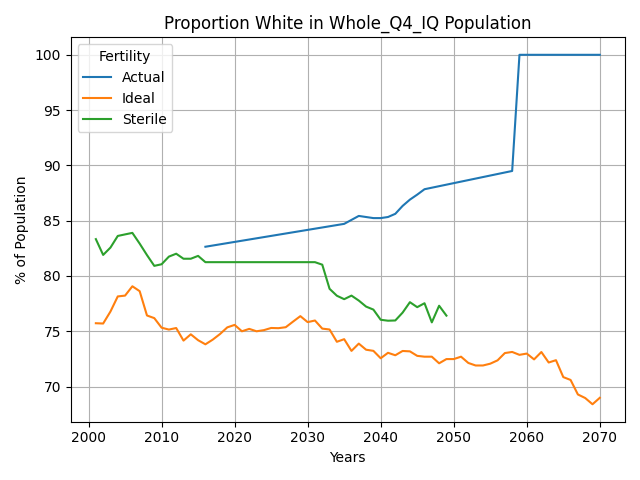 Proportion White in Whole_Q4_IQ Population
Fertility
Actual
Ideal
Sterile
% of Population
100
95
90
85
80
75
70
2000 2010 2020 2030 2040 2050 2060 2070
Years